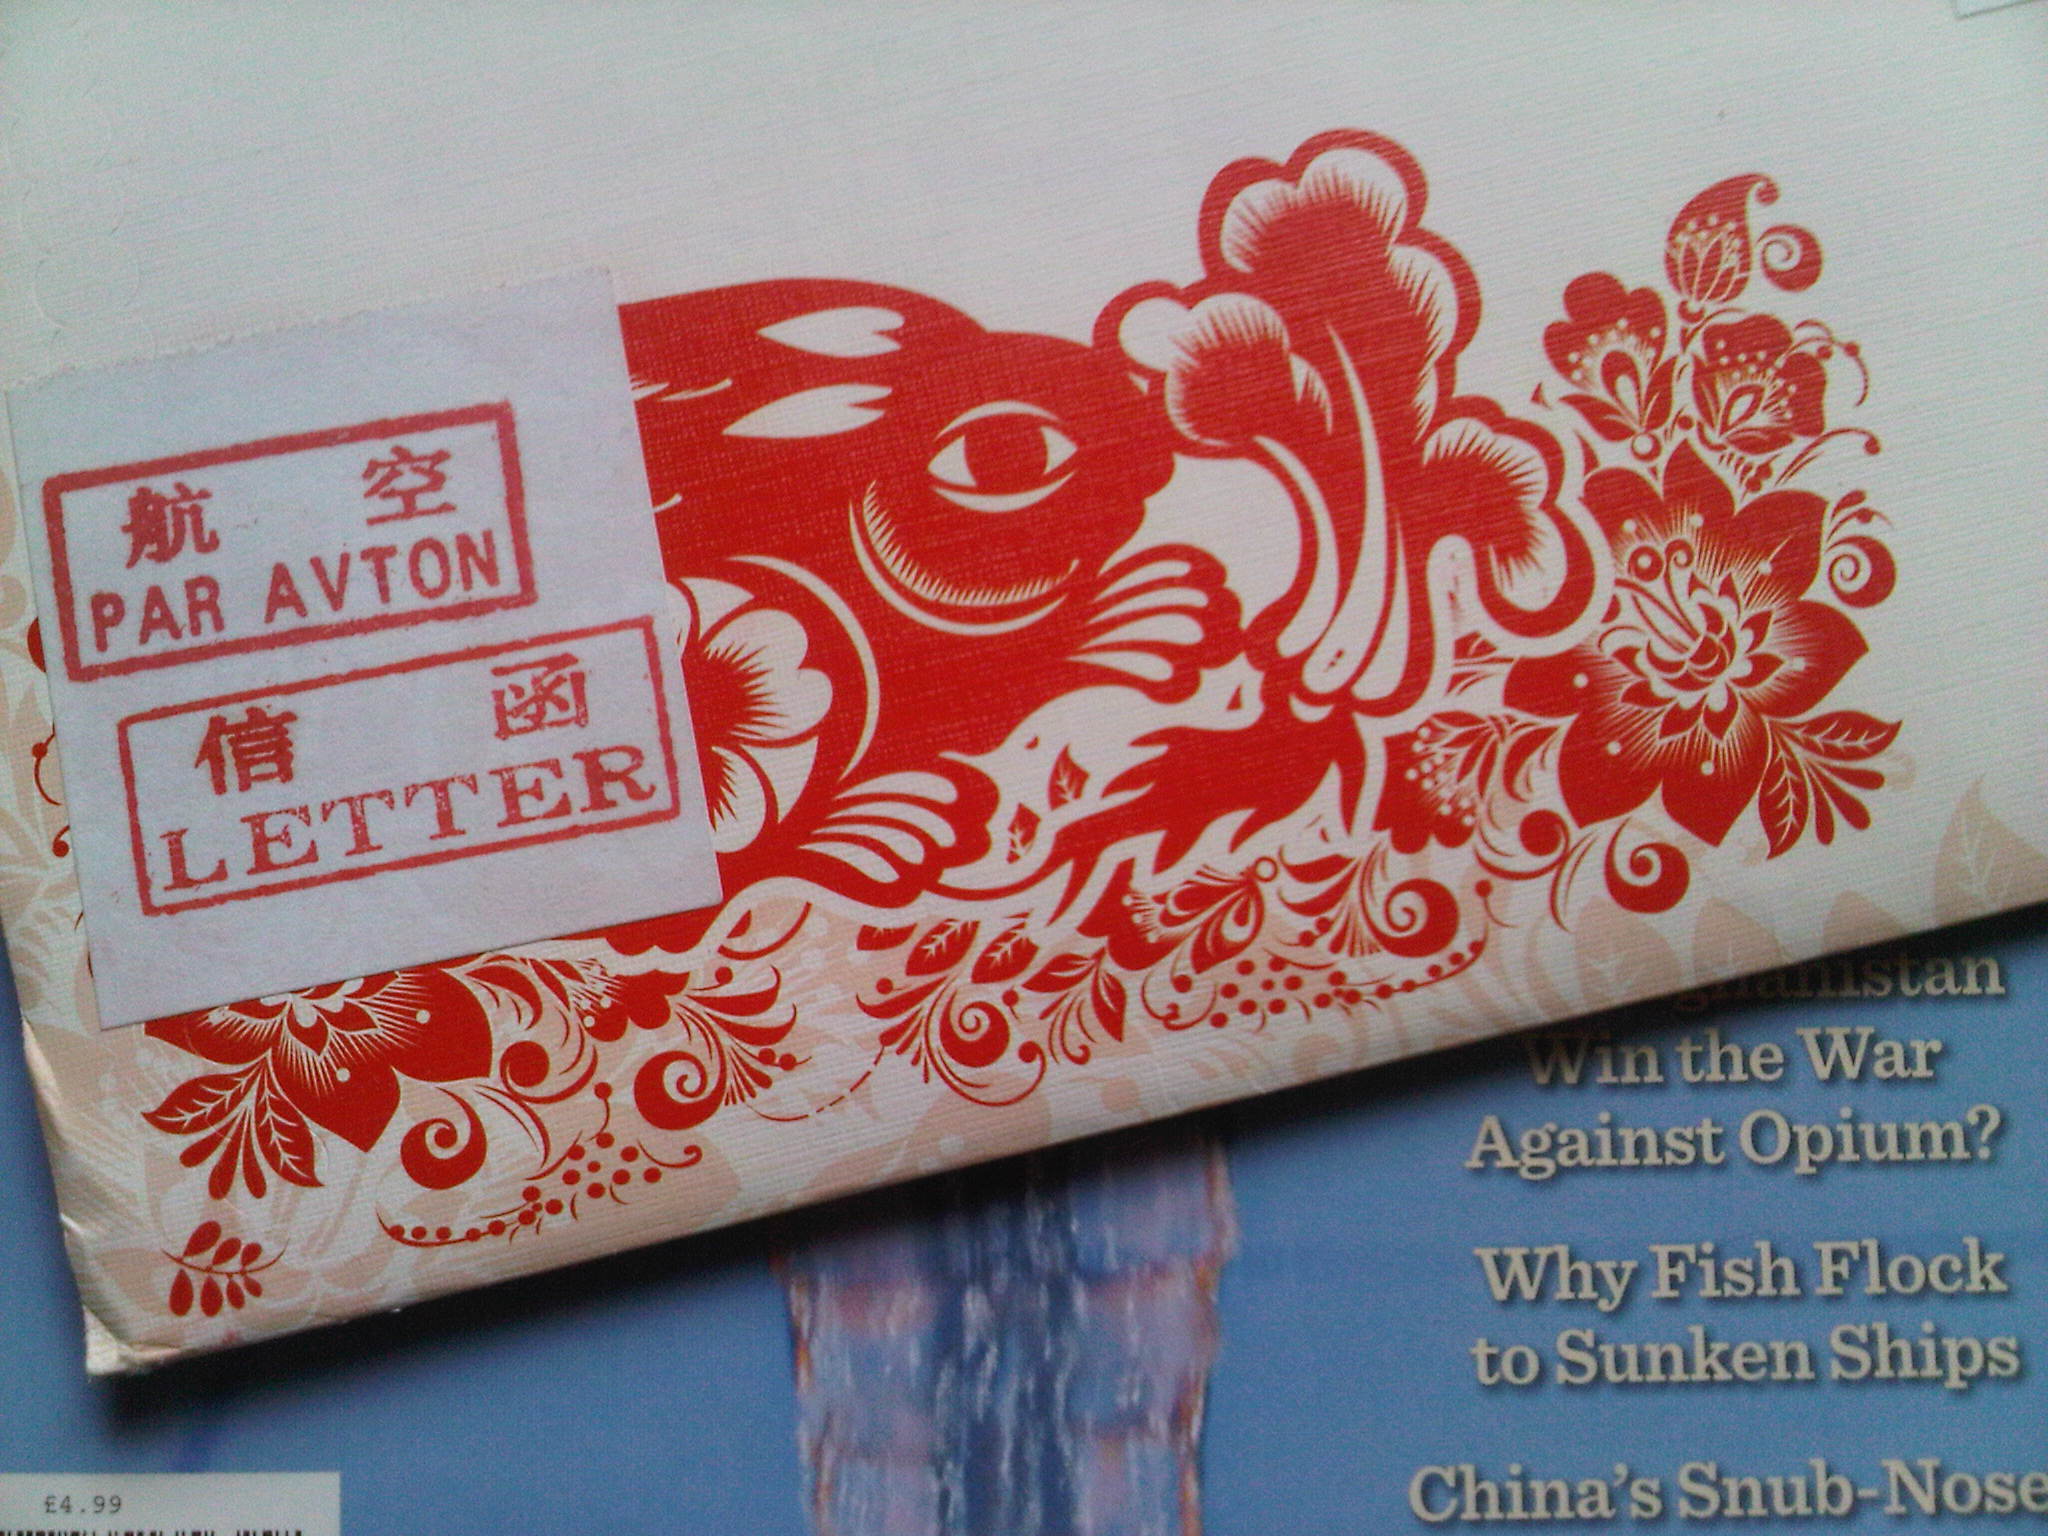 航 空
PAR AVTON
信 函
LETTER
Win the War
Against Opium?
Why Fish Flock
to Sunken Ships
China's Snub-Nose
£4.99